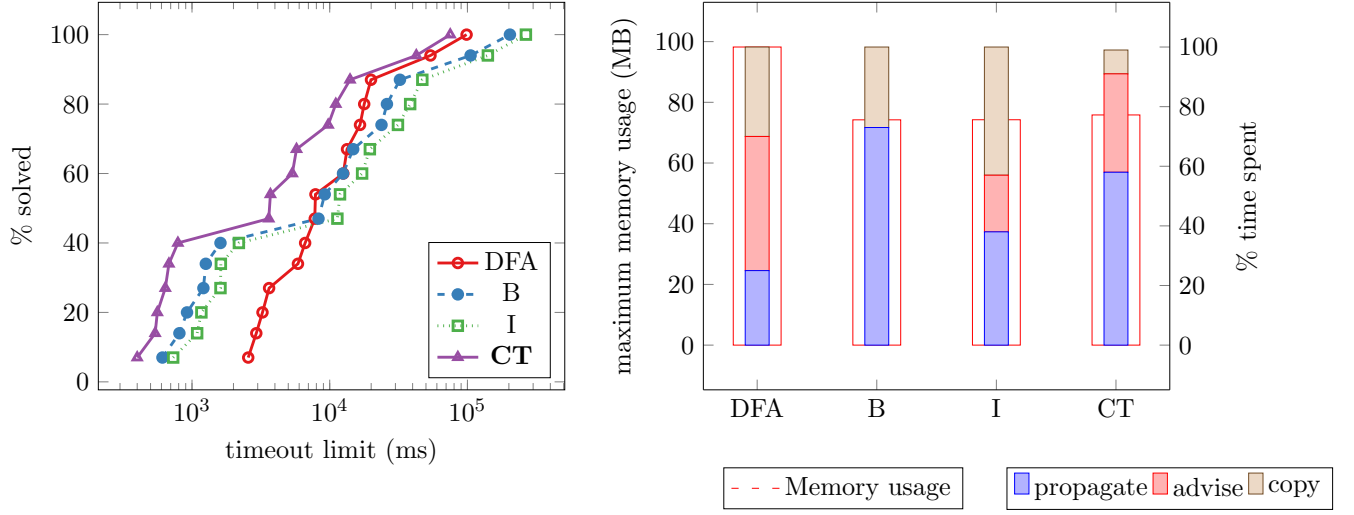 100
80
60
40
20
0
% solved
10^3
10^4
10^5
timeout limit (ms)
DFA
B
I
CT
100
80
60
40
20
0
maximum memory usage (MB)
100
80
60
40
20
0
% time spent
DFA
B
I
CT
Memory usage
propagate
advise
copy